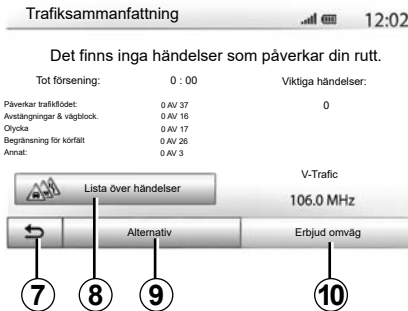 Trafiksammanfattning
12:02
Det finns inga händelser som påverkar din rutt.
Tot försening: 0 : 00 Viktiga händelser:
Påverkar trafikflödet: 0 AV 37 0
Avstängningar & vägblock. 0 AV 16
Olycka 0 AV 17
Begränsning för körfält 0 AV 26
Annat: 0 AV 3
V-Trafic
Lista över händelser
106.0 MHz
Alternativ Erbjud omväg
7 8 9 10